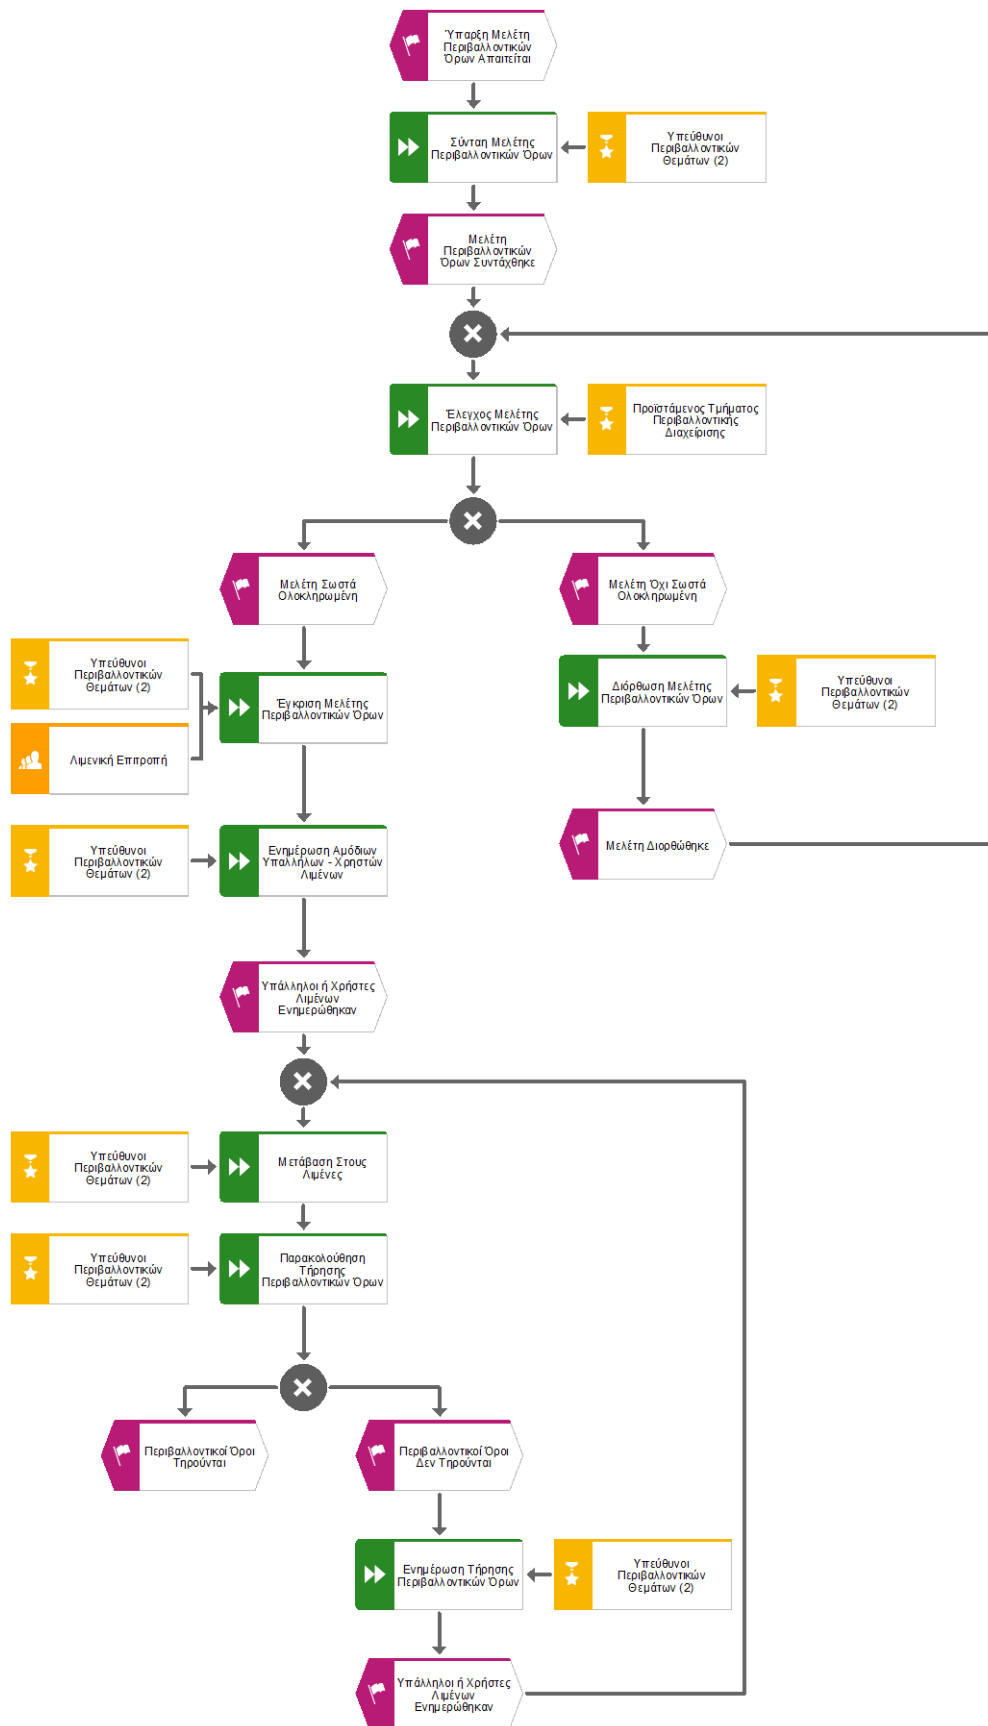 Ύπαρξη Μελέτη
Περιβαλλοντικών
Όρων Απαιτείται
Σύνταη Μελέτης
Περιβαλλοντικών Όρων
Υπεύθυνοι
Περιβαλλοντικών
Θεμάτων (2)
Μελέτη
Περιβαλλοντικών
Όρων Συντάχθηκε
Έλεγχος Μελέτης
Περιβαλλοντικών Όρων
Προϊστάμενος Τμήματος
Περιβαλλοντικής
Διαχείρισης
Μελέτη Σωστά
Ολοκληρωμένη
Μελέτη Όχι Σωστά
Ολοκληρωμένη
Υπεύθυνοι
Περιβαλλοντικών
Θεμάτων (2)
Έγκριση Μελέτης
Περιβαλλοντικών Όρων
Διόρθωση Μελέτης
Περιβαλλοντικών Όρων
Υπεύθυνοι
Περιβαλλοντικών
Θεμάτων (2)
Λιμενική Επιτροπή
Υπεύθυνοι
Περιβαλλοντικών
Θεμάτων (2)
Ενημέρωση Αμόδιων
Υπαλλήλων - Χρηστών
Λιμένων
Μελέτη Διορθώθηκε
Υπάλληλοι ή Χρήστες
Λιμένων
Ενημερώθηκαν
Υπεύθυνοι
Περιβαλλοντικών
Θεμάτων (2)
Μετάβαση Στους
Λιμένες
Υπεύθυνοι
Περιβαλλοντικών
Θεμάτων (2)
Παρακολούθηση
Τήρησης
Περιβαλλοντικών Όρων
Περιβαλλοντικοί Όροι
Τηρούνται
Περιβαλλοντικοί Όροι
Δεν Τηρούνται
Ενημέρωση Τήρησης
Περιβαλλοντικών Όρων
Υπεύθυνοι
Περιβαλλοντικών
Θεμάτων (2)
Υπάλληλοι ή Χρήστες
Λιμένων
Ενημερώθηκαν